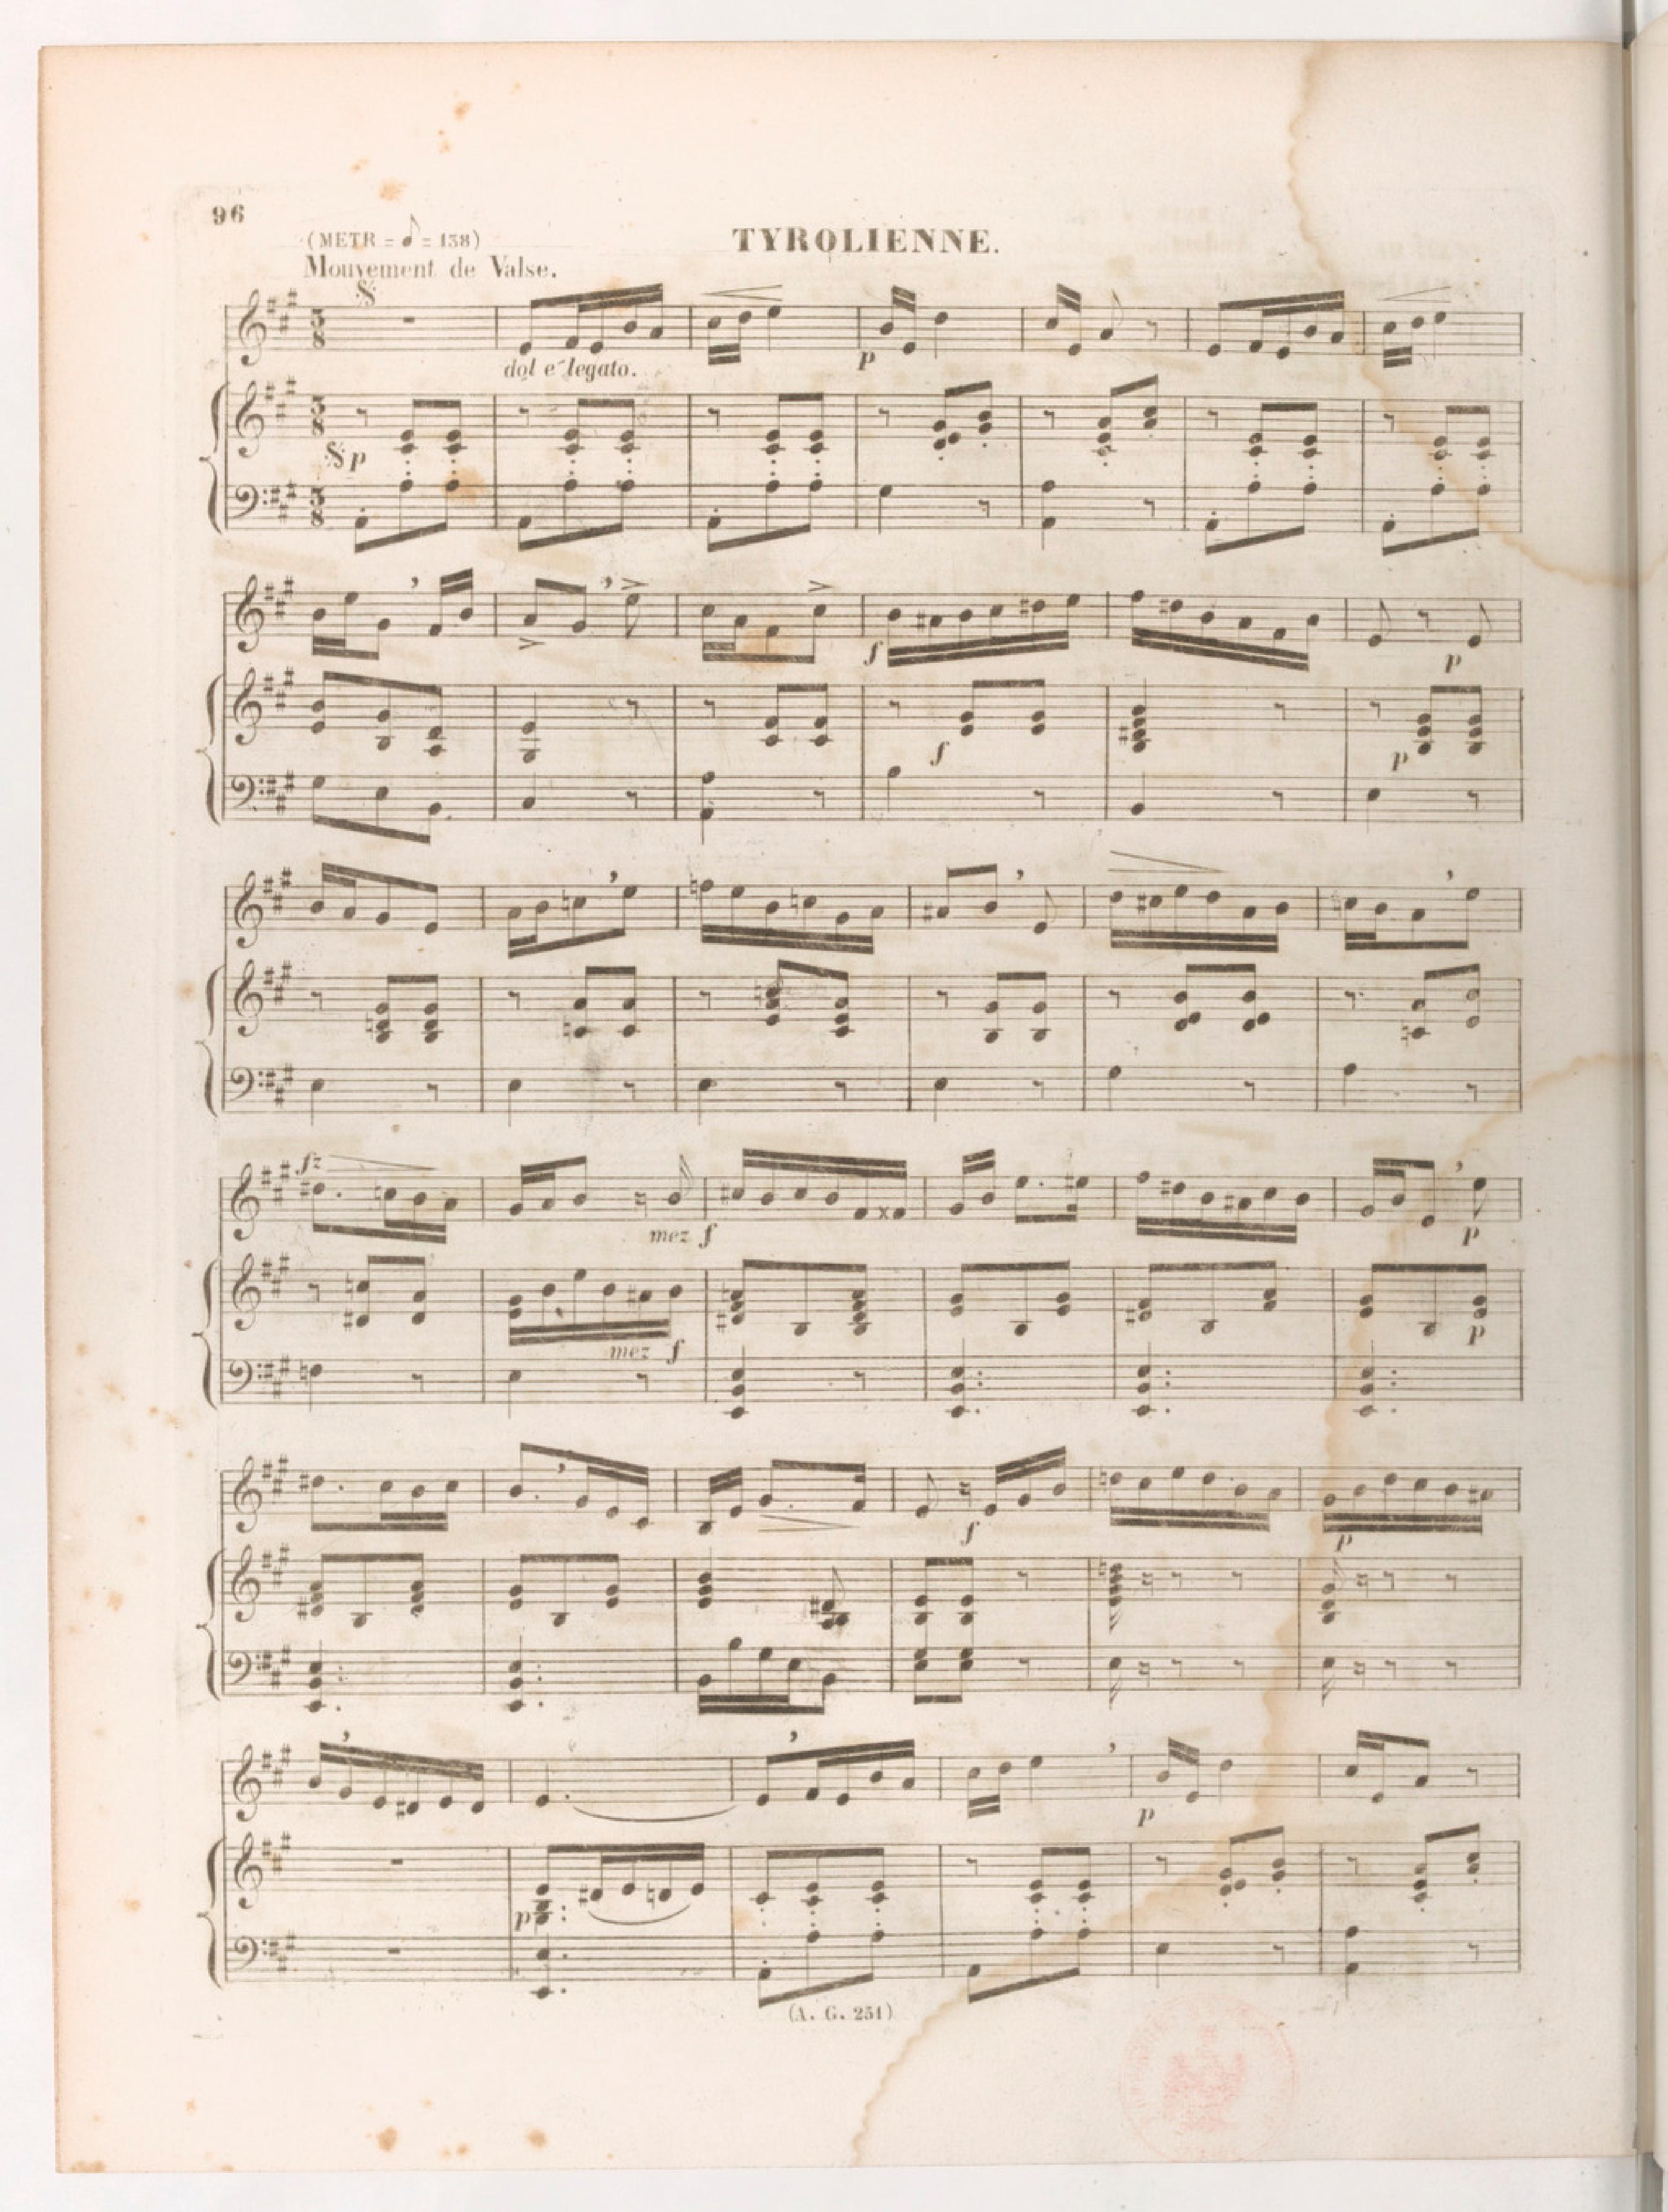 96
(METR = ♪ = 138)
TYROLIENNE.
Mouvement de Valse.
dol e legato.
p
p
f
p
f
p
fz
mez f
p
mez f
p
f
p
p
p
(A. G. 251)